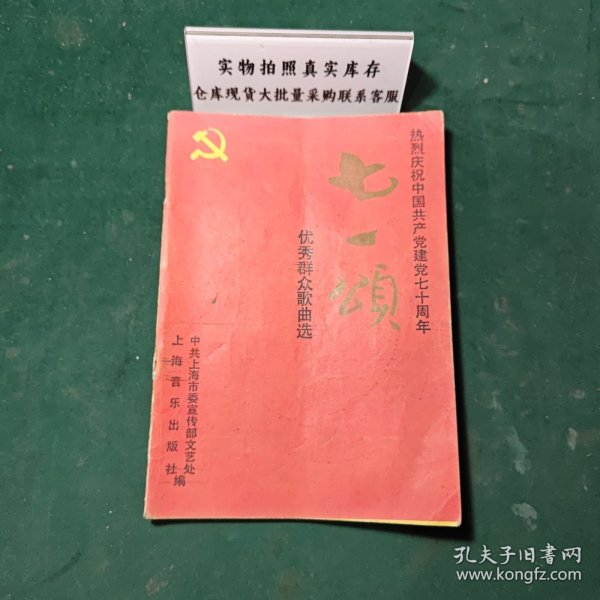 实物拍照真实库存
仓库现货大批量采购联系客服
热烈庆祝中国共产党建党七十周年
七一颂
优秀群众歌曲选
中共上海市委宣传部文艺处
上海音乐出版社
编
孔夫子旧書网
www.kongfz.com